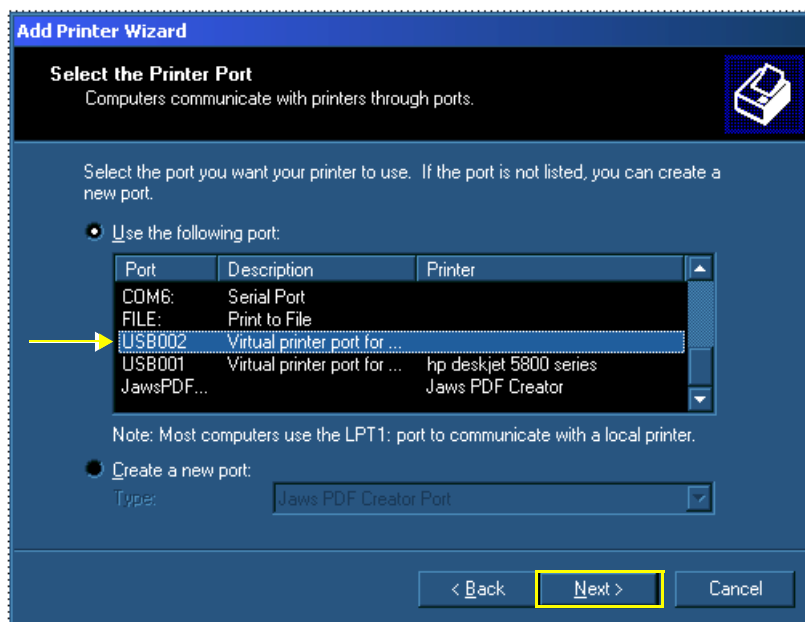 Add Printer Wizard
Select the Printer Port
Computers communicate with printers through ports.
Select the port you want your printer to use. If the port is not listed, you can create a
new port.
Use the following port:
Port Description Printer
COM6: Serial Port
FILE: Print to File
USB002 Virtual printer port for ...
USB001 Virtual printer port for ... hp deskjet 5800 series
JawsPDF... Jaws PDF Creator
Note: Most computers use the LPT1: port to communicate with a local printer.
Create a new port:
Type: Jaws PDF Creator Port
< Back Next > Cancel